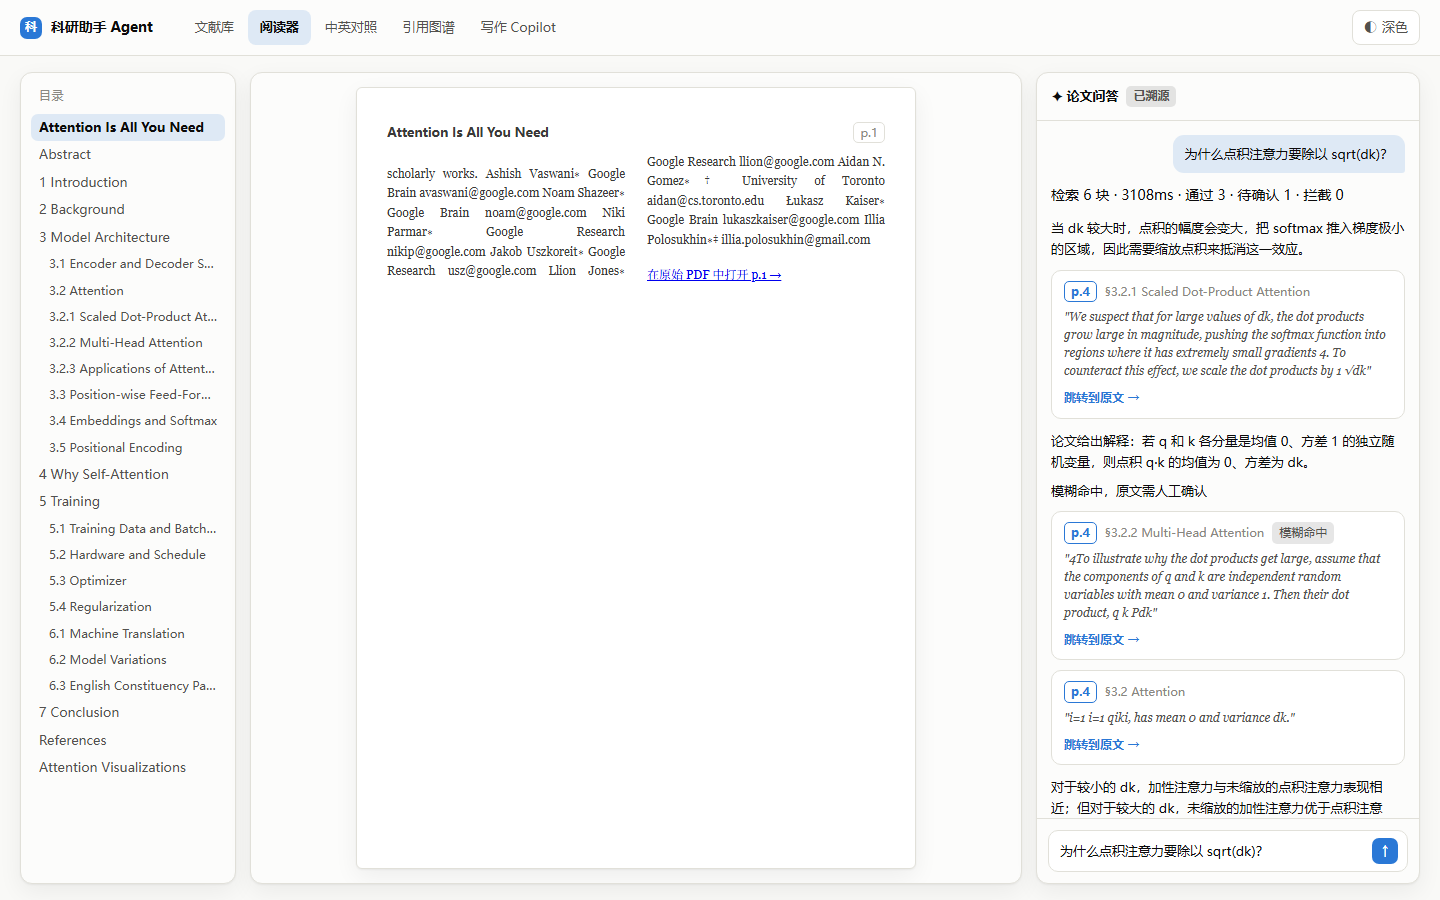 科 科研助手 Agent 文献库 阅读器 中英对照 引用图谱 写作 Copilot 深色
目录
Attention Is All You Need
Abstract
1 Introduction
2 Background
3 Model Architecture
3.1 Encoder and Decoder S...
3.2 Attention
3.2.1 Scaled Dot-Product At...
3.2.2 Multi-Head Attention
3.2.3 Applications of Attent...
3.3 Position-wise Feed-For...
3.4 Embeddings and Softmax
3.5 Positional Encoding
4 Why Self-Attention
5 Training
5.1 Training Data and Batch...
5.2 Hardware and Schedule
5.3 Optimizer
5.4 Regularization
6.1 Machine Translation
6.2 Model Variations
6.3 English Constituency Pa...
7 Conclusion
References
Attention Visualizations
Attention Is All You Need p.1
scholarly works. Ashish Vaswani∗ Google
Brain avaswani@google.com Noam Shazeer∗
Google Brain noam@google.com Niki
Parmar∗ Google Research
nikip@google.com Jakob Uszkoreit∗ Google
Research usz@google.com Llion Jones∗
Google Research llion@google.com Aidan N.
Gomez∗ † University of Toronto
aidan@cs.toronto.edu Łukasz Kaiser∗
Google Brain lukaszkaiser@google.com Illia
Polosukhin∗‡ illia.polosukhin@gmail.com
在原始 PDF 中打开 p.1 →
✦ 论文问答 已溯源
为什么点积注意力要除以 sqrt(dk)?
检索 6 块 · 3108ms · 通过 3 · 待确认 1 · 拦截 0
当 dk 较大时，点积的幅度会变大，把 softmax 推入梯度极小
的区域，因此需要缩放点积来抵消这一效应。
p.4 §3.2.1 Scaled Dot-Product Attention
"We suspect that for large values of dk, the dot products
grow large in magnitude, pushing the softmax function into
regions where it has extremely small gradients 4. To
counteract this effect, we scale the dot products by 1 √dk"
跳转到原文 →
论文给出解释：若 q 和 k 各分量是均值 0、方差 1 的独立随
机变量，则点积 q·k 的均值为 0、方差为 dk。
模糊命中，原文需人工确认
p.4 §3.2.2 Multi-Head Attention 模糊命中
"4To illustrate why the dot products get large, assume that
the components of q and k are independent random
variables with mean 0 and variance 1. Then their dot
product, q k Pdk"
跳转到原文 →
p.4 §3.2 Attention
"i=1 i=1 qiki, has mean 0 and variance dk."
跳转到原文 →
对于较小的 dk，加性注意力与未缩放的点积注意力表现相
近；但对于较大的 dk，未缩放的加性注意力优于点积注意
为什么点积注意力要除以 sqrt(dk)? ↑